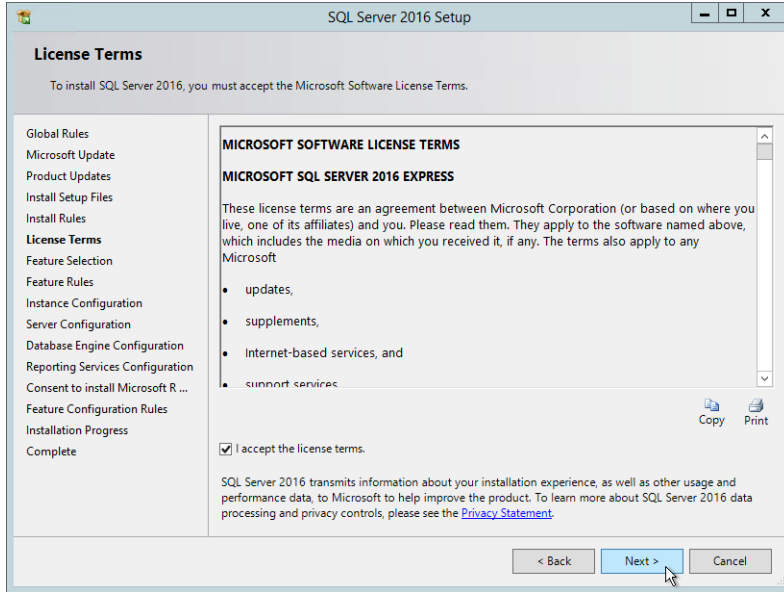 SQL Server 2016 Setup
License Terms
To install SQL Server 2016, you must accept the Microsoft Software License Terms.
Global Rules
Microsoft Update
Product Updates
Install Setup Files
Install Rules
License Terms
Feature Selection
Feature Rules
Instance Configuration
Server Configuration
Database Engine Configuration
Reporting Services Configuration
Consent to install Microsoft R ...
Feature Configuration Rules
Installation Progress
Complete
MICROSOFT SOFTWARE LICENSE TERMS
MICROSOFT SQL SERVER 2016 EXPRESS
These license terms are an agreement between Microsoft Corporation (or based on where you
live, one of its affiliates) and you. Please read them. They apply to the software named above,
which includes the media on which you received it, if any. The terms also apply to any
Microsoft
• updates,
• supplements,
• Internet-based services, and
• support services
Copy
Print
I accept the license terms.
SQL Server 2016 transmits information about your installation experience, as well as other usage and
performance data, to Microsoft to help improve the product. To learn more about SQL Server 2016 data
processing and privacy controls, please see the Privacy Statement.
< Back
Next >
Cancel